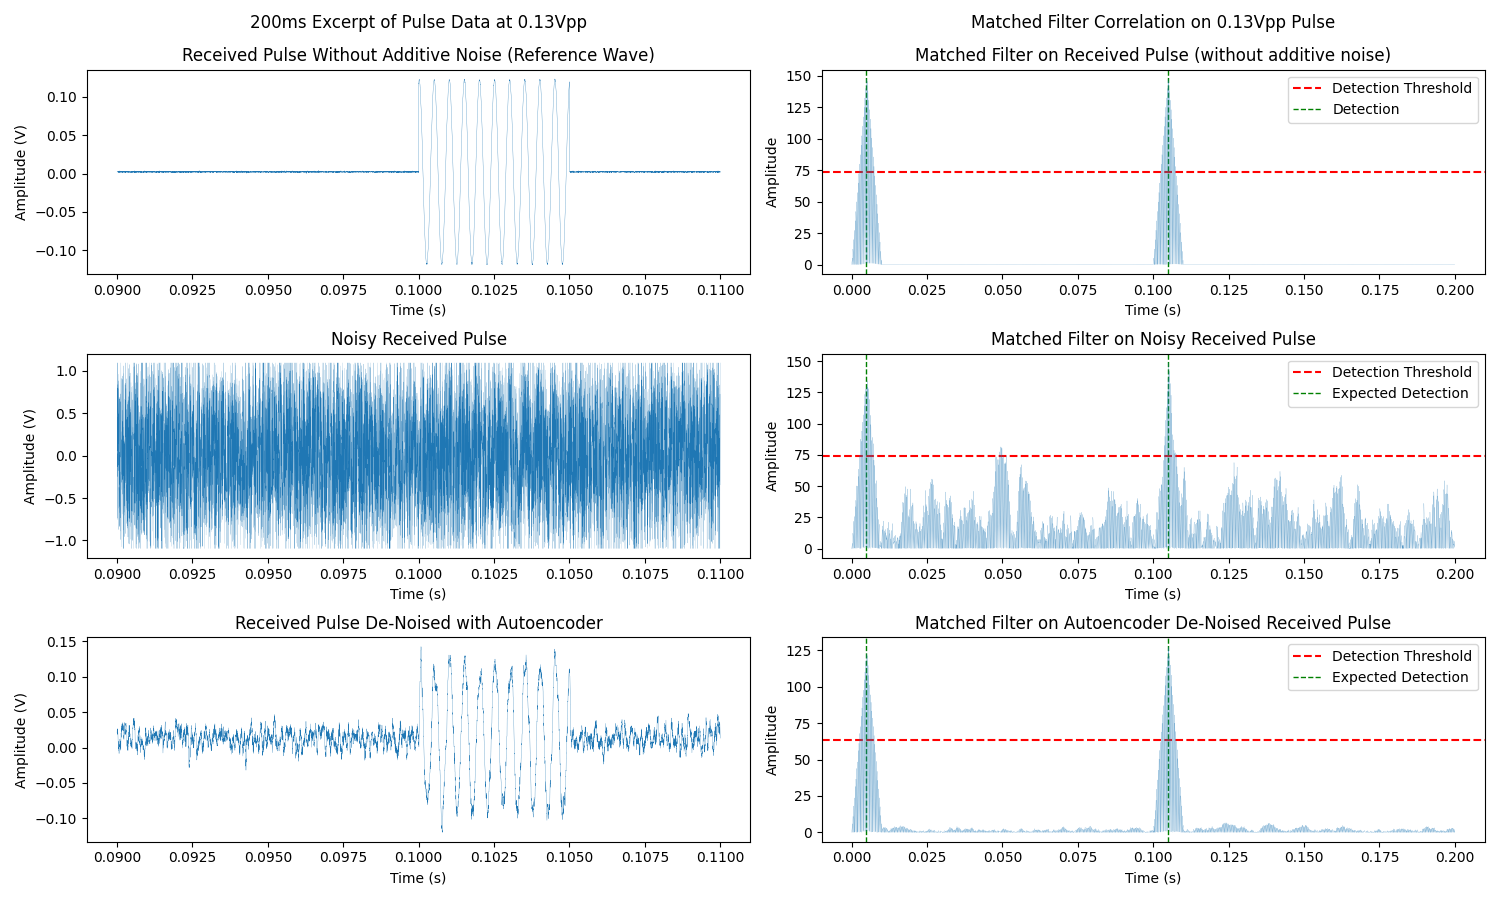 200ms Excerpt of Pulse Data at 0.13Vpp
Received Pulse Without Additive Noise (Reference Wave)
Amplitude (V)
0.10
0.05
0.00
−0.05
−0.10
0.0900 0.0925 0.0950 0.0975 0.1000 0.1025 0.1050 0.1075 0.1100
Time (s)
Matched Filter Correlation on 0.13Vpp Pulse
Matched Filter on Received Pulse (without additive noise)
Amplitude
150
125
100
75
50
25
0
Detection Threshold
Detection
0.000 0.025 0.050 0.075 0.100 0.125 0.150 0.175 0.200
Time (s)
Noisy Received Pulse
Amplitude (V)
1.0
0.5
0.0
−0.5
−1.0
0.0900 0.0925 0.0950 0.0975 0.1000 0.1025 0.1050 0.1075 0.1100
Time (s)
Matched Filter on Noisy Received Pulse
Amplitude
150
125
100
75
50
25
0
Detection Threshold
Expected Detection
0.000 0.025 0.050 0.075 0.100 0.125 0.150 0.175 0.200
Time (s)
Received Pulse De-Noised with Autoencoder
Amplitude (V)
0.15
0.10
0.05
0.00
−0.05
−0.10
0.0900 0.0925 0.0950 0.0975 0.1000 0.1025 0.1050 0.1075 0.1100
Time (s)
Matched Filter on Autoencoder De-Noised Received Pulse
Amplitude
125
100
75
50
25
0
Detection Threshold
Expected Detection
0.000 0.025 0.050 0.075 0.100 0.125 0.150 0.175 0.200
Time (s)